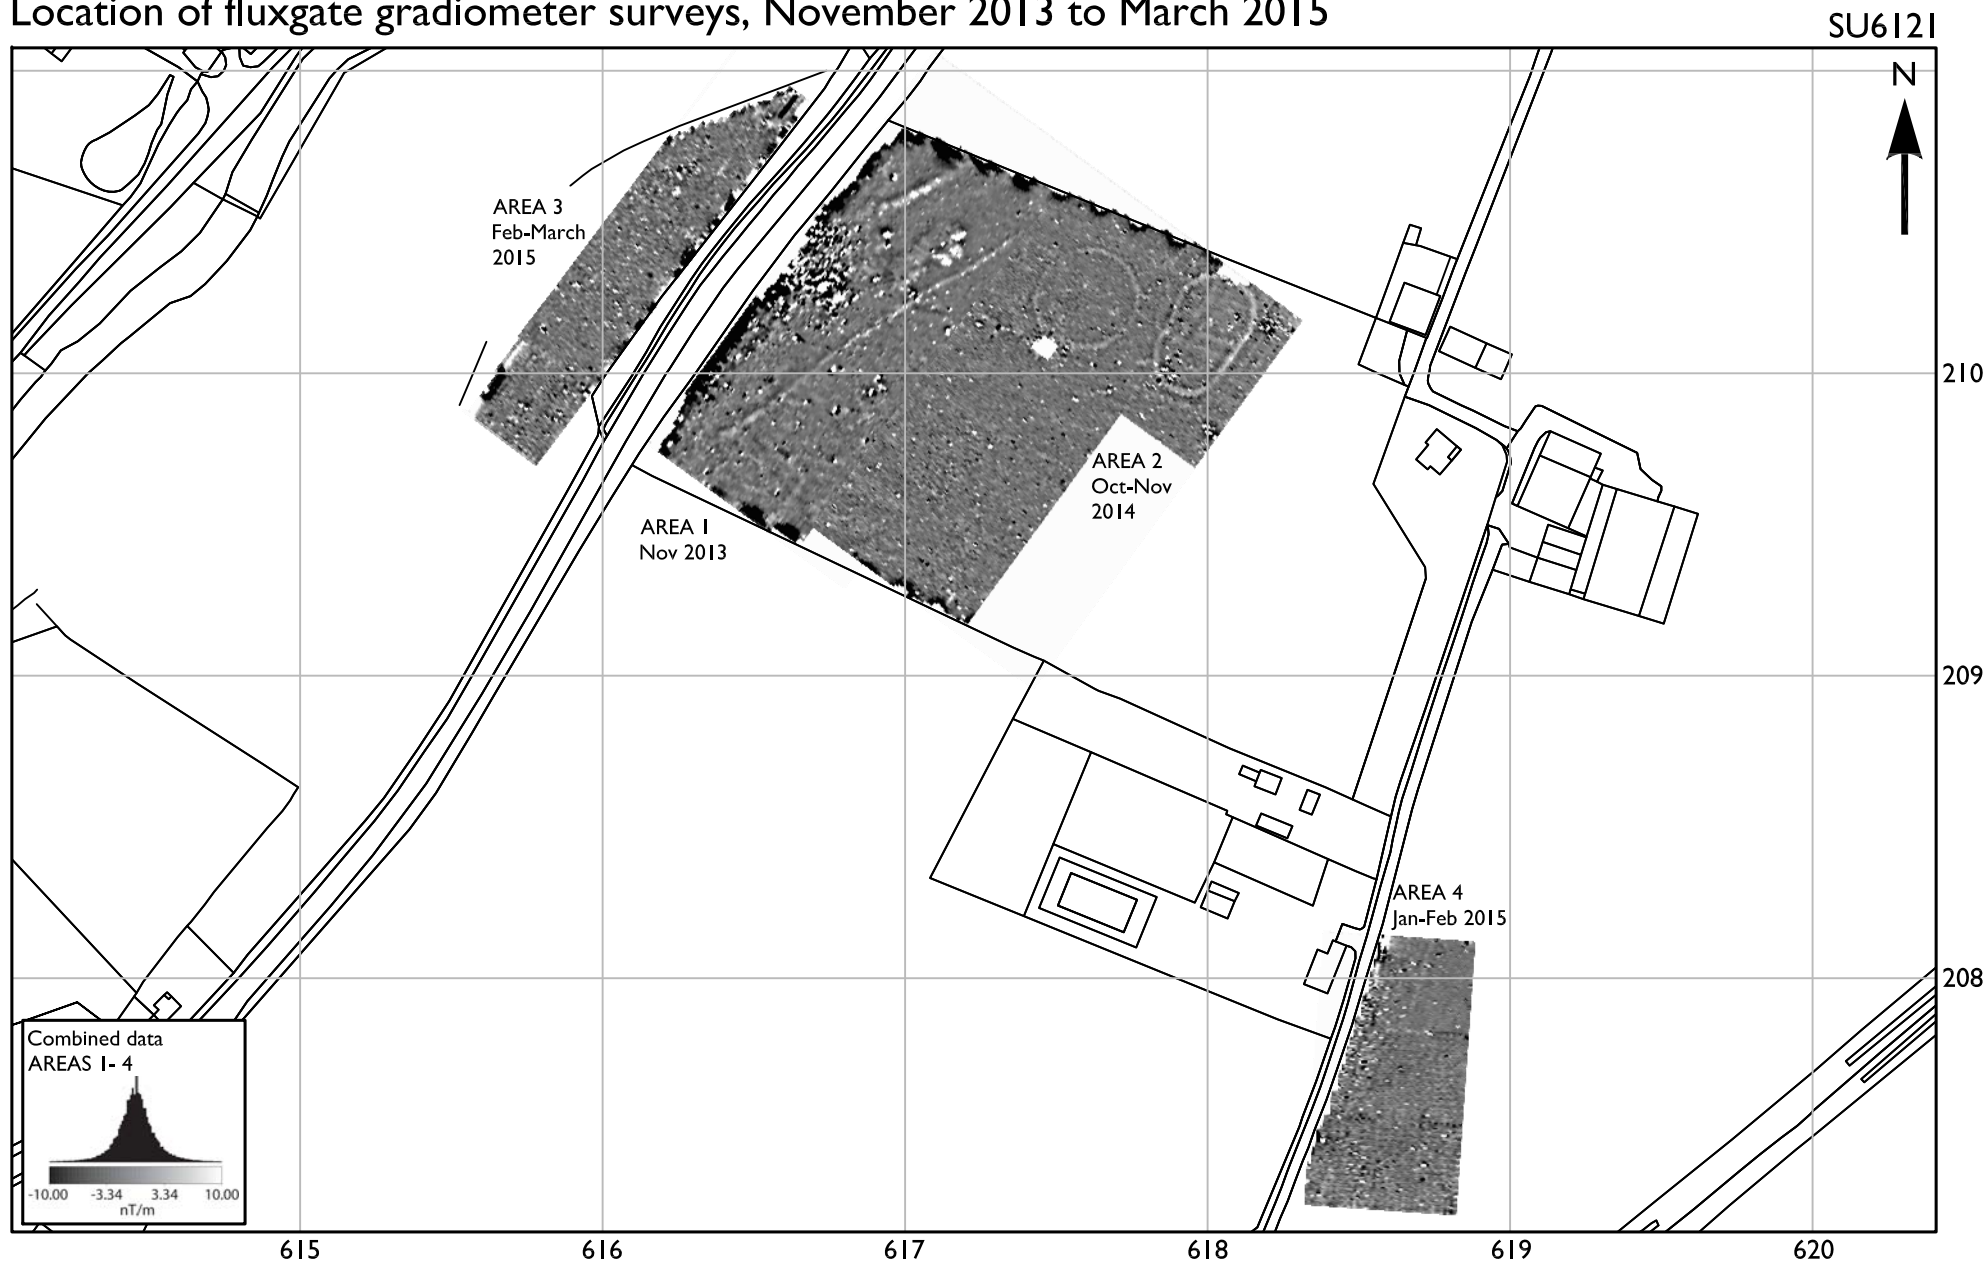 Location of fluxgate gradiometer surveys, November 2013 to March 2015
SU6121
N
AREA 3
Feb-March
2015
210
AREA 2
Oct-Nov
2014
AREA 1
Nov 2013
209
AREA 4
Jan-Feb 2015
208
Combined data
AREAS 1- 4
-10.00 -3.34 3.34 10.00
nT/m
615 616 617 618 619 620